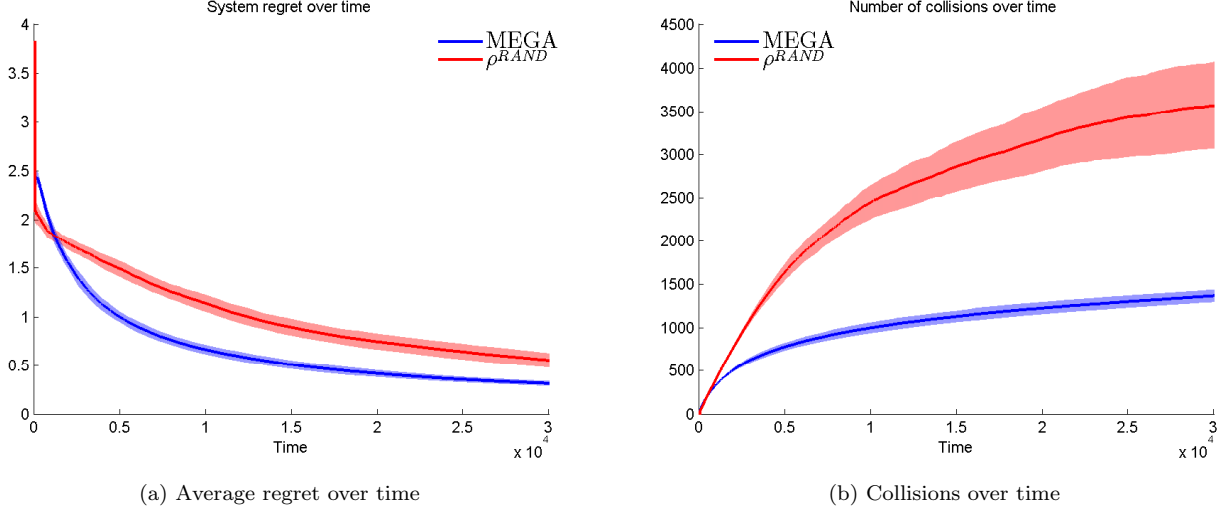 System regret over time
4
3.5
3
2.5
2
1.5
1
0.5
0
MEGA
ρ^{RAND}
0 0.5 1 1.5 2 2.5 3
x 10^4
Time
(a) Average regret over time
Number of collisions over time
4500
4000
3500
3000
2500
2000
1500
1000
500
0
MEGA
ρ^{RAND}
0 0.5 1 1.5 2 2.5 3
x 10^4
Time
(b) Collisions over time